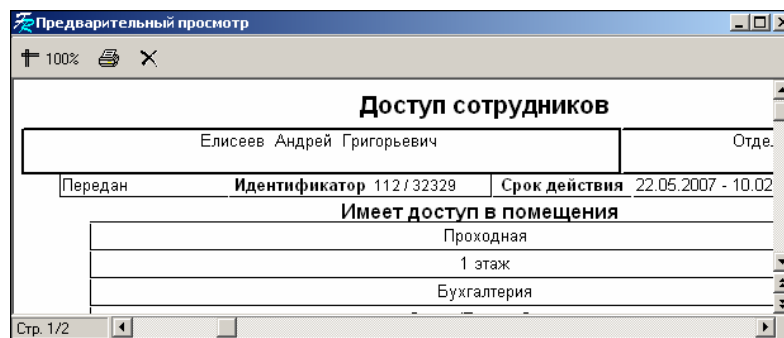 Предварительный просмотр
100%
Доступ сотрудников
Елисеев Андрей Григорьевич Отде
Передан Идентификатор 112 / 32329 Срок действия 22.05.2007 - 10.02
Имеет доступ в помещения
Проходная
1 этаж
Бухгалтерия
Стр. 1/2